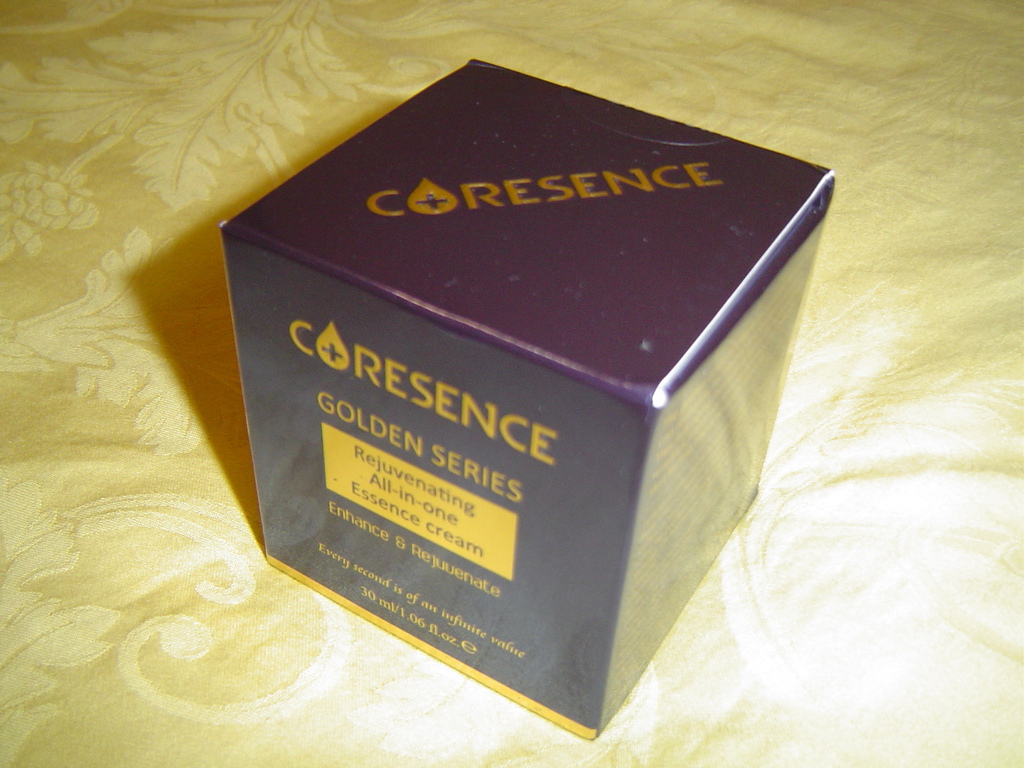 CORESENCE
CORESENCE
GOLDEN SERIES
Rejuvenating
All-in-one
Essence cream
Enhance & Rejuvenate
Every second is of an infinite value
30 ml/1.06 fl.oz.℮